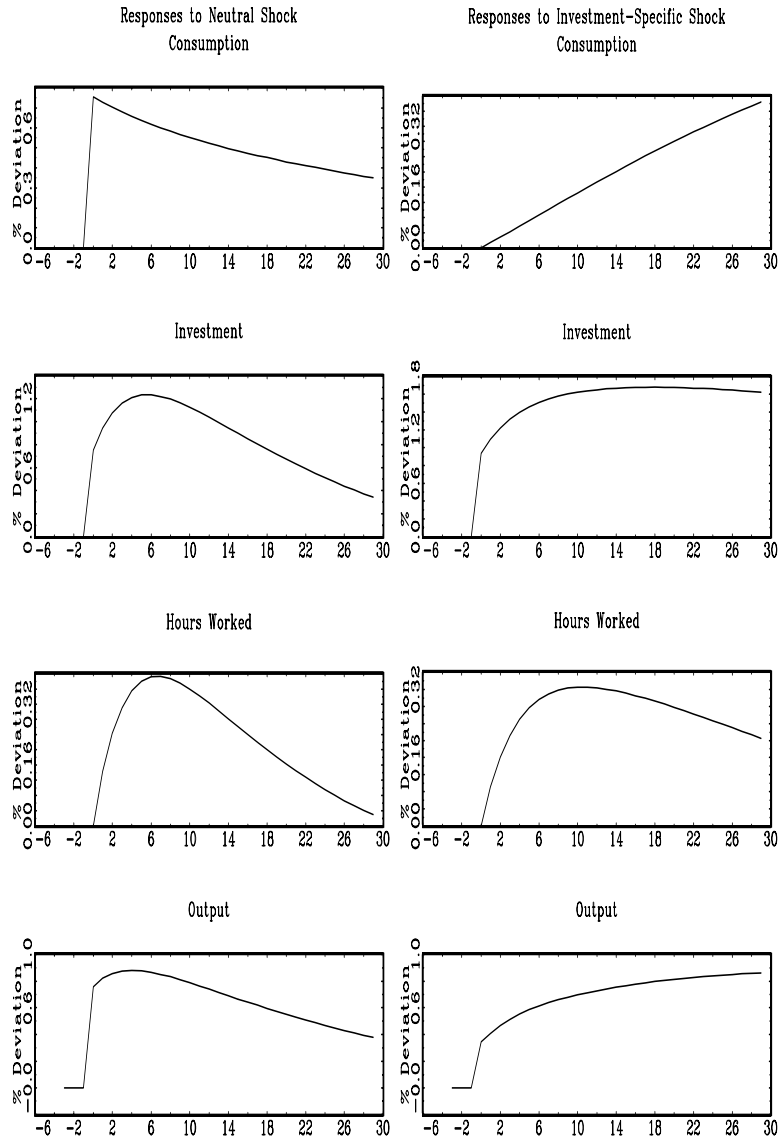 Responses to Neutral Shock
Consumption
% Deviation
0.0 0.3 0.6
-6 -2 2 6 10 14 18 22 26 30
Responses to Investment-Specific Shock
Consumption
% Deviation
0.00 0.16 0.32
-6 -2 2 6 10 14 18 22 26 30
Investment
% Deviation
0.0 0.6 1.2
-6 -2 2 6 10 14 18 22 26 30
Investment
% Deviation
0.0 0.6 1.2 1.8
-6 -2 2 6 10 14 18 22 26 30
Hours Worked
% Deviation
0.00 0.16 0.32
-6 -2 2 6 10 14 18 22 26 30
Hours Worked
% Deviation
0.00 0.16 0.32
-6 -2 2 6 10 14 18 22 26 30
Output
% Deviation
-0.0 0.6 1.0
-6 -2 2 6 10 14 18 22 26 30
Output
% Deviation
-0.0 0.6 1.0
-6 -2 2 6 10 14 18 22 26 30